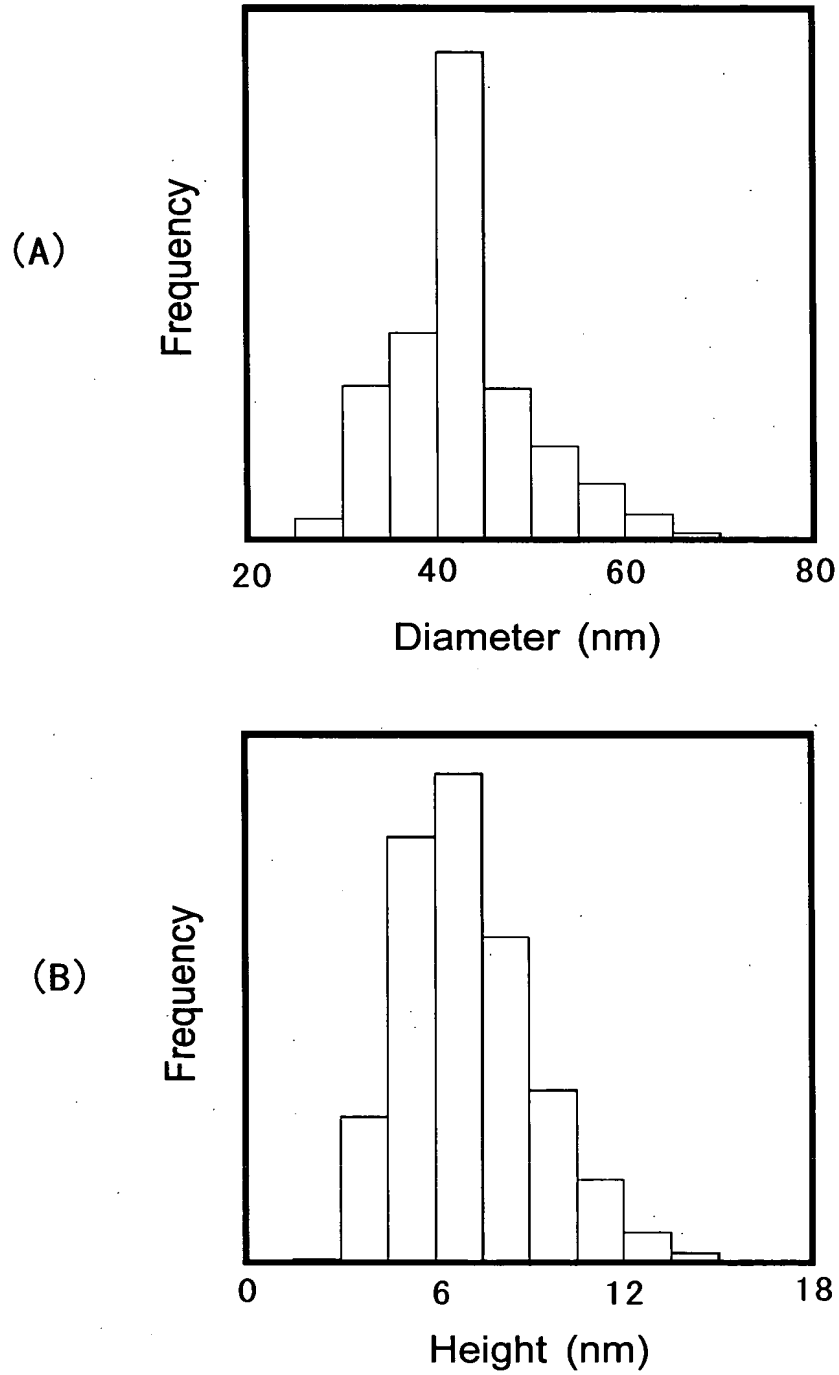 (A)
Frequency
20 40 60 80
Diameter (nm)
(B)
Frequency
0 6 12 18
Height (nm)